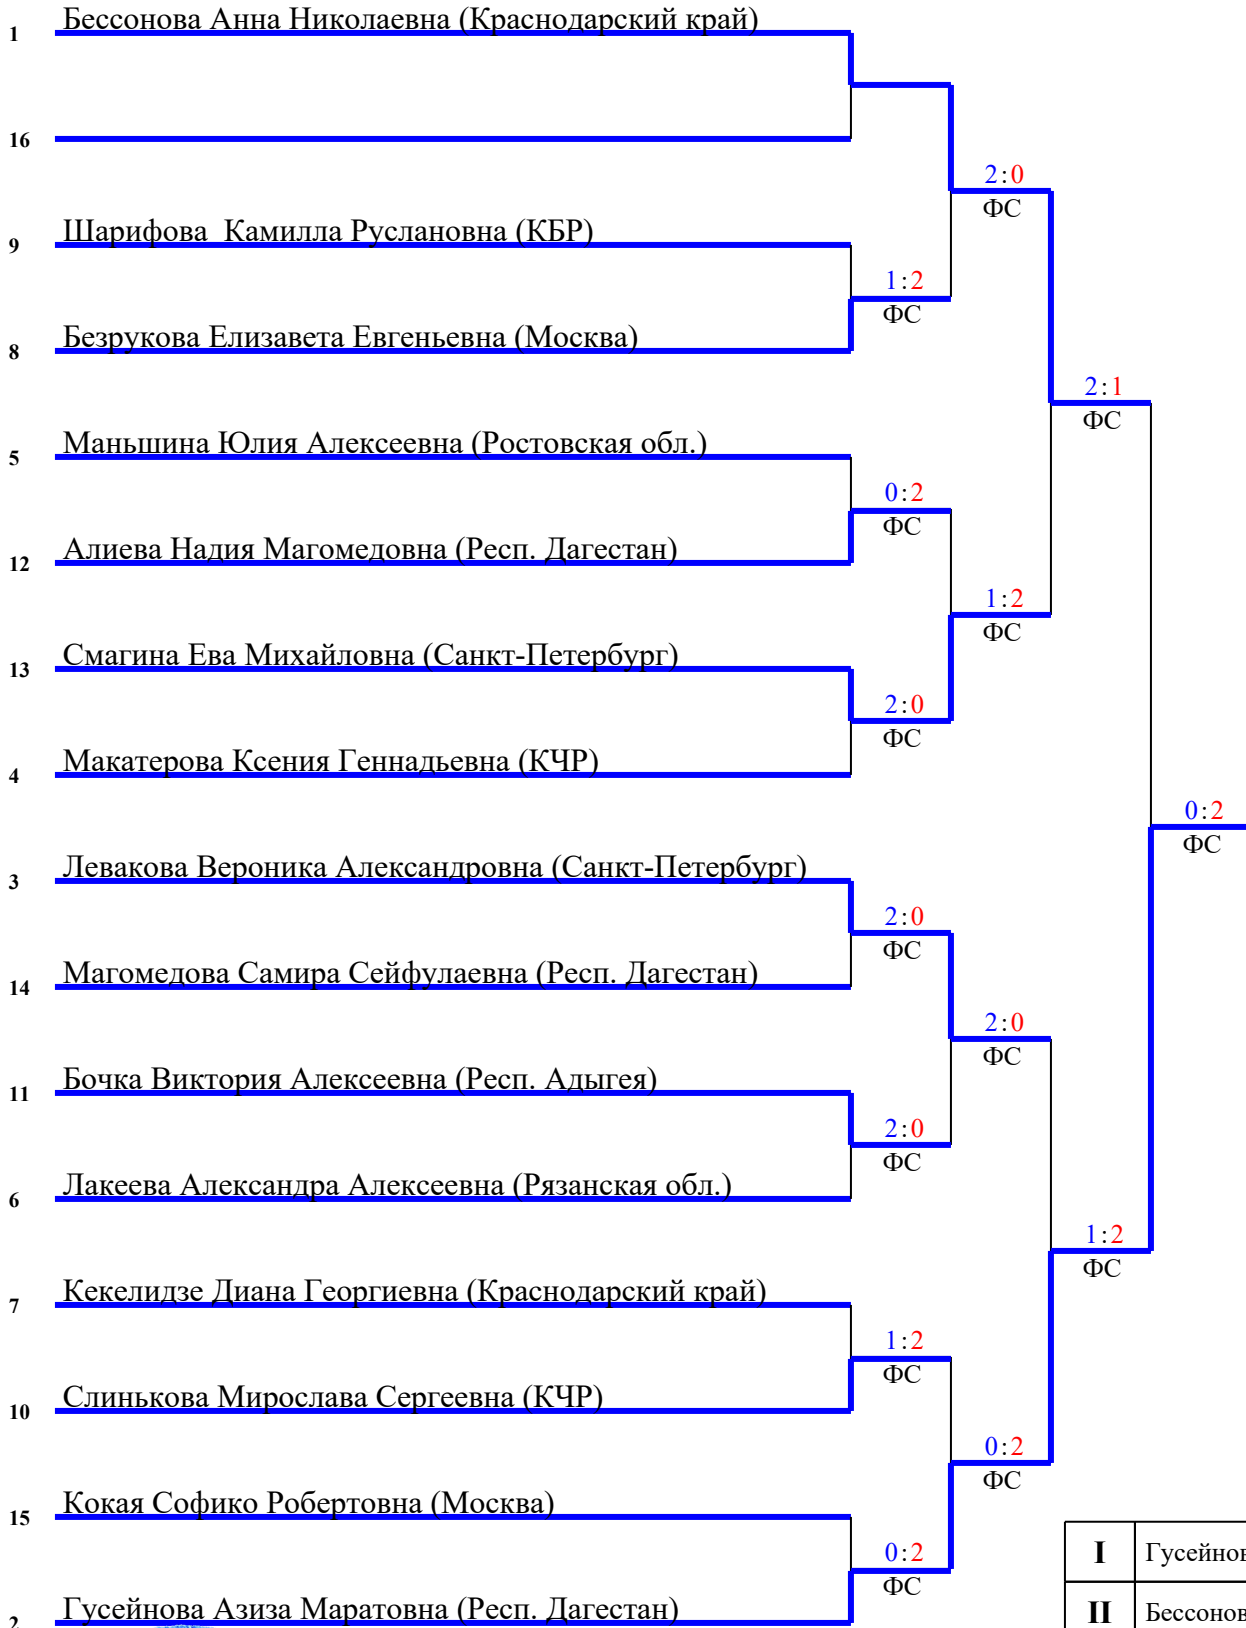 1 Бессонова Анна Николаевна (Краснодарский край)
16
2:0
ФС
9 Шарифова Камилла Руслановна (КБР)
1:2
ФС
8 Безрукова Елизавета Евгеньевна (Москва)
2:1
ФС
5 Маньшина Юлия Алексеевна (Ростовская обл.)
0:2
ФС
12 Алиева Надия Магомедовна (Респ. Дагестан)
1:2
ФС
13 Смагина Ева Михайловна (Санкт-Петербург)
2:0
ФС
4 Макатерова Ксения Геннадьевна (КЧР)
0:2
ФС
3 Левакова Вероника Александровна (Санкт-Петербург)
2:0
ФС
14 Магомедова Самира Сейфулаевна (Респ. Дагестан)
2:0
ФС
11 Бочка Виктория Алексеевна (Респ. Адыгея)
2:0
ФС
6 Лакеева Александра Алексеевна (Рязанская обл.)
1:2
ФС
7 Кекелидзе Диана Георгиевна (Краснодарский край)
1:2
ФС
10 Слинькова Мирослава Сергеевна (КЧР)
0:2
ФС
15 Кокая Софико Робертовна (Москва)
0:2
ФС
I Гусейнов
2 Гусейнова Азиза Маратовна (Респ. Дагестан)
II Бессонов